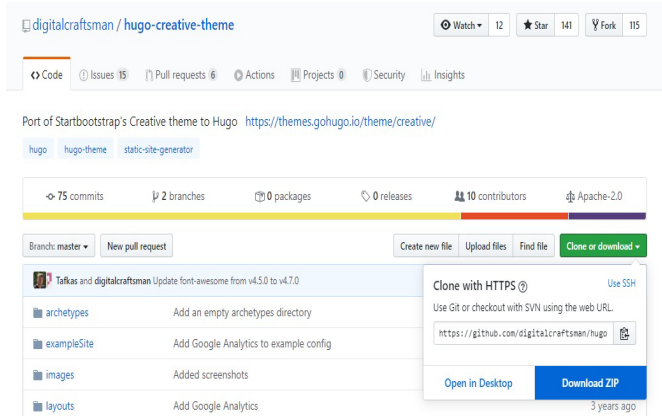 digitalcraftsman / hugo-creative-theme
Watch 12 Star 141 Fork 115
Code Issues 15 Pull requests 6 Actions Projects 0 Security Insights
Port of Startbootstrap's Creative theme to Hugo https://themes.gohugo.io/theme/creative/
hugo hugo-theme static-site-generator
75 commits 2 branches 0 packages 0 releases 10 contributors Apache-2.0
Branch: master New pull request Create new file Upload files Find file Clone or download
Tafkas and digitalcraftsman Update font-awesome from v4.5.0 to v4.7.0
archetypes Add an empty archetypes directory
exampleSite Add Google Analytics to example config
images Added screenshots
layouts Add Google Analytics 3 years ago
Clone with HTTPS Use SSH
Use Git or checkout with SVN using the web URL.
https://github.com/digitalcraftsman/hugo
Open in Desktop Download ZIP